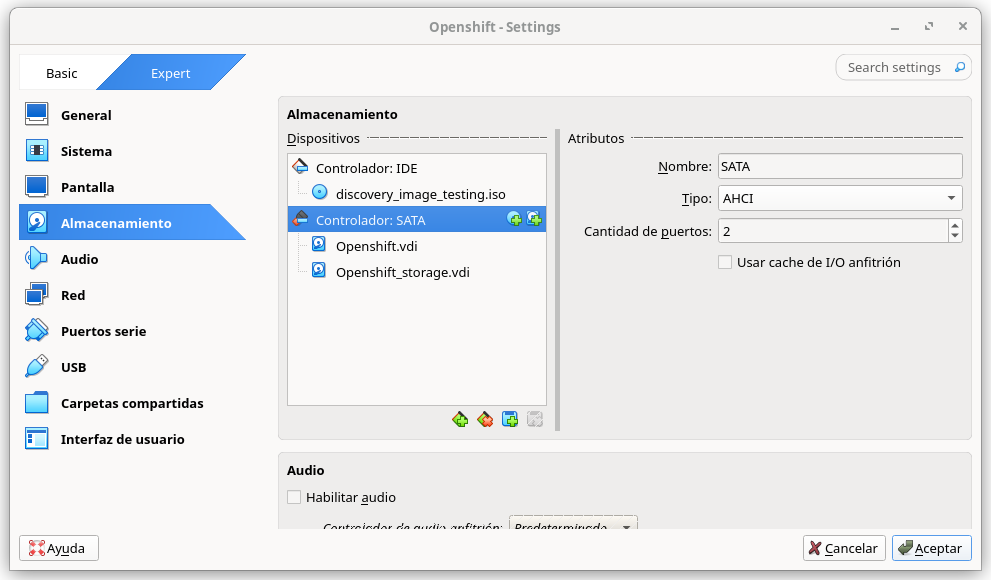 Openshift - Settings
Basic
Expert
Search settings
General
Sistema
Pantalla
Almacenamiento
Audio
Red
Puertos serie
USB
Carpetas compartidas
Interfaz de usuario
Almacenamiento
Dispositivos
Controlador: IDE
discovery_image_testing.iso
Controlador: SATA
Openshift.vdi
Openshift_storage.vdi
Atributos
Nombre: SATA
Tipo: AHCI
Cantidad de puertos: 2
Usar cache de I/O anfitrión
Audio
Habilitar audio
Controlador de audio anfitrión: Predeterminado
Ayuda
Cancelar
Aceptar